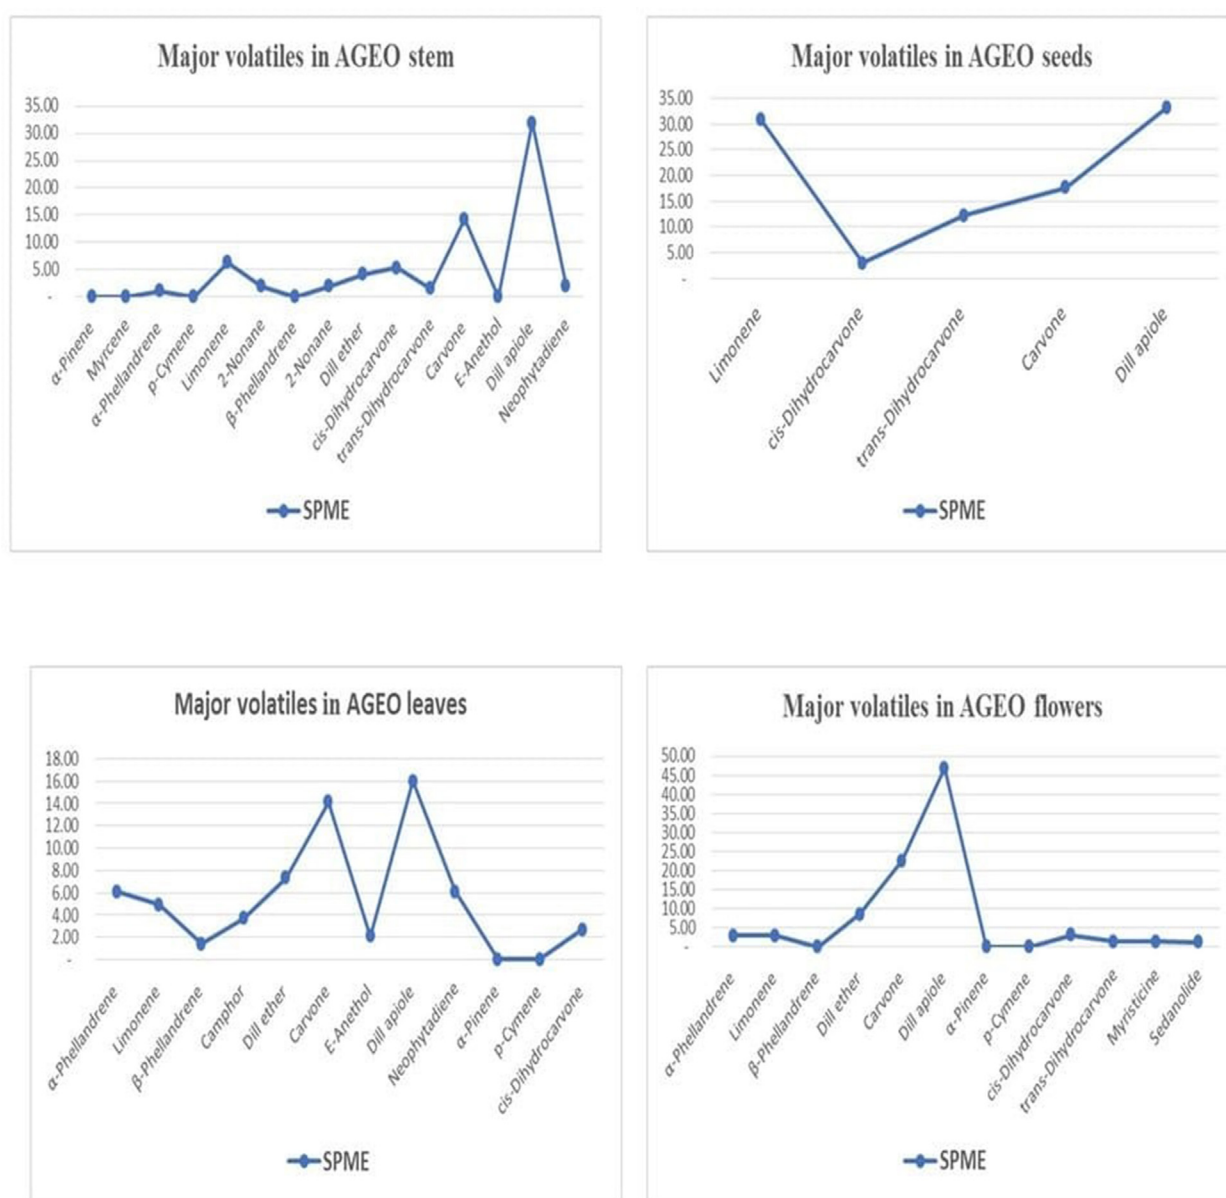 Major volatiles in AGEO stem
35.00
30.00
25.00
20.00
15.00
10.00
5.00
-
α-Pinene
Myrcene
α-Phellandrene
p-Cymene
Limonene
2-Nonane
β-Phellandrene
2-Nonane
Dill ether
cis-Dihydrocarvone
trans-Dihydrocarvone
Carvone
E-Anethol
Dill apiole
Neophytadiene
SPME
Major volatiles in AGEO seeds
35.00
30.00
25.00
20.00
15.00
10.00
5.00
-
Limonene
cis-Dihydrocarvone
trans-Dihydrocarvone
Carvone
Dill apiole
SPME
Major volatiles in AGEO leaves
18.00
16.00
14.00
12.00
10.00
8.00
6.00
4.00
2.00
-
α-Phellandrene
Limonene
β-Phellandrene
Camphor
Dill ether
Carvone
E-Anethol
Dill apiole
Neophytadiene
α-Pinene
p-Cymene
cis-Dihydrocarvone
SPME
Major volatiles in AGEO flowers
50.00
45.00
40.00
35.00
30.00
25.00
20.00
15.00
10.00
5.00
-
α-Phellandrene
Limonene
β-Phellandrene
Dill ether
Carvone
Dill apiole
α-Pinene
p-Cymene
cis-Dihydrocarvone
trans-Dihydrocarvone
Myristicine
Sedanolide
SPME